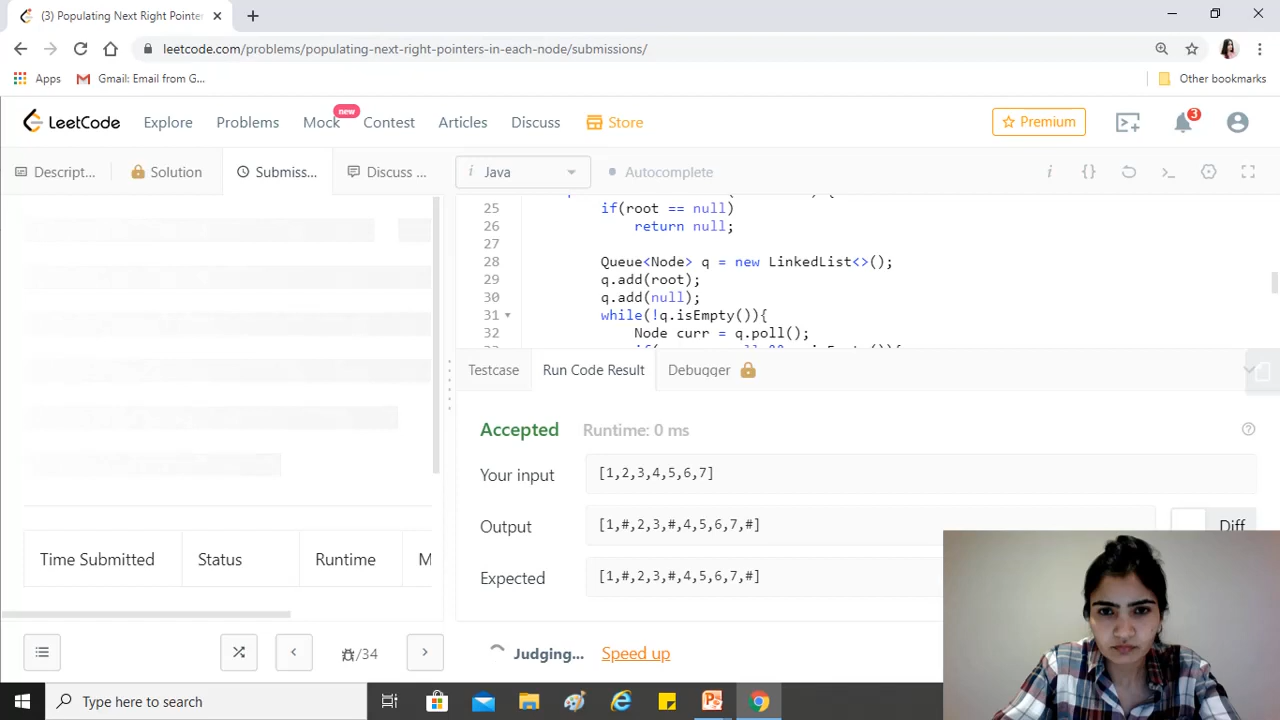 (3) Populating Next Right Pointer
leetcode.com/problems/populating-next-right-pointers-in-each-node/submissions/
Apps
Gmail: Email from G...
Other bookmarks
LeetCode
Explore
Problems
Mock
new
Contest
Articles
Discuss
Store
Premium
3
Descript...
Solution
Submiss...
Discuss ...
i Java
Autocomplete
25 if(root == null)
26 return null;
27
28 Queue<Node> q = new LinkedList<>();
29 q.add(root);
30 q.add(null);
31 while(!q.isEmpty()){
32 Node curr = q.poll();
Testcase
Run Code Result
Debugger
Accepted
Runtime: 0 ms
Your input
[1,2,3,4,5,6,7]
Output
[1,#,2,3,#,4,5,6,7,#]
Diff
Expected
[1,#,2,3,#,4,5,6,7,#]
Time Submitted
Status
Runtime
M
/34
Judging...
Speed up
Type here to search